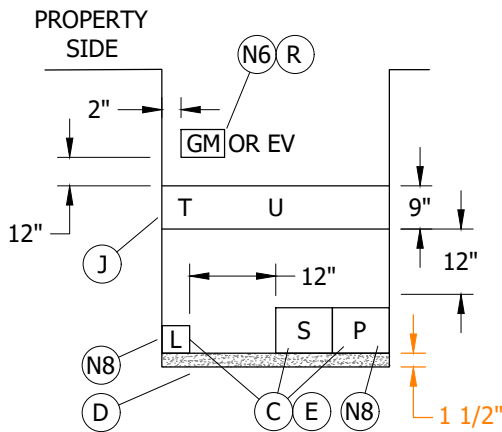 PROPERTY
SIDE
N6 R
2"
GM OR EV
T U
9"
12"
J
12"
12"
S P
L
N8
D
C E N8
1 1/2"